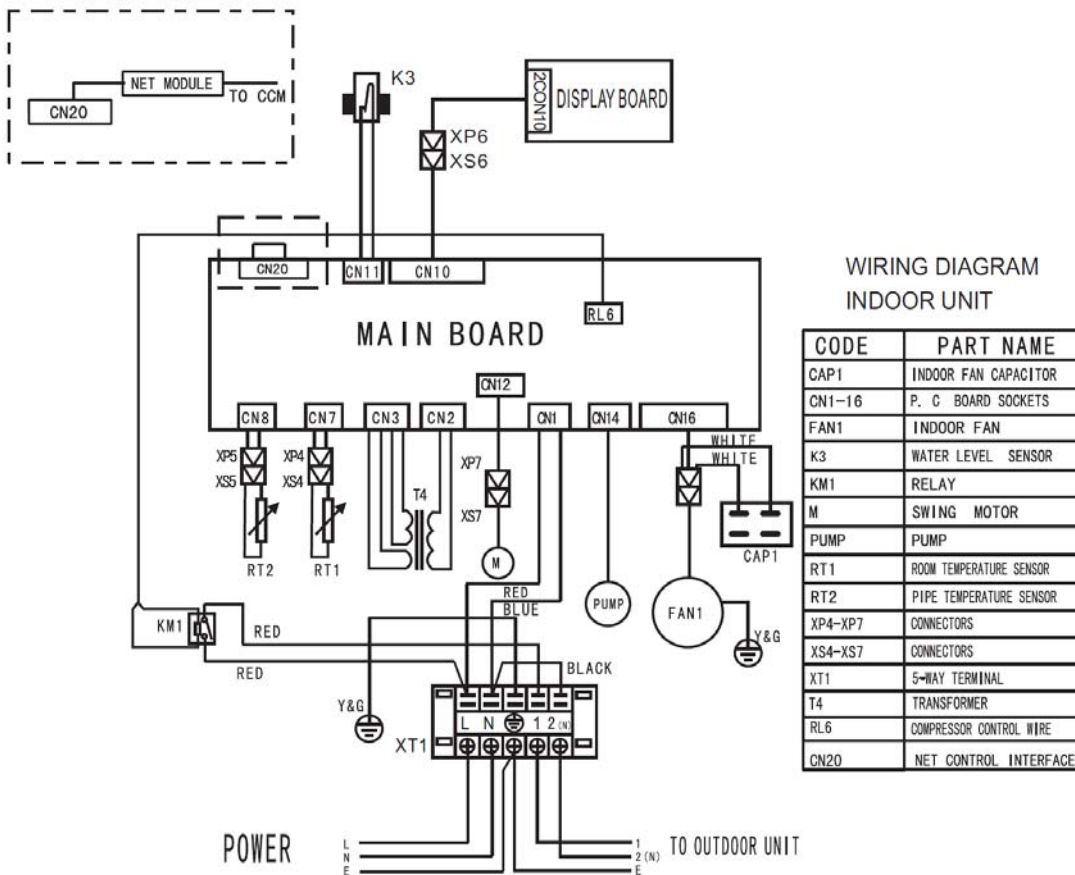 NET MODULE
TO CCM
CN20
K3
2CON10
DISPLAY BOARD
XP6
XS6
CN20
CN11
CN10
RL6
MAIN BOARD
CN12
CN8
CN7
CN3
CN2
CN1
CN14
CN16
WHITE
WHITE
XP5
XS5
XP4
XS4
T4
XP7
XS7
CAP1
RT2
RT1
M
RED
BLUE
PUMP
FAN1
Y&G
KM1
RED
RED
BLACK
Y&G
L N 1 2(N)
XT1
POWER
L
N
E
1
2(N)
E
TO OUTDOOR UNIT
WIRING DIAGRAM
INDOOR UNIT
CODE PART NAME
CAP1 INDOOR FAN CAPACITOR
CN1-16 P. C BOARD SOCKETS
FAN1 INDOOR FAN
K3 WATER LEVEL SENSOR
KM1 RELAY
M SWING MOTOR
PUMP PUMP
RT1 ROOM TEMPERATURE SENSOR
RT2 PIPE TEMPERATURE SENSOR
XP4-XP7 CONNECTORS
XS4-XS7 CONNECTORS
XT1 5-WAY TERMINAL
T4 TRANSFORMER
RL6 COMPRESSOR CONTROL WIRE
CN20 NET CONTROL INTERFACE